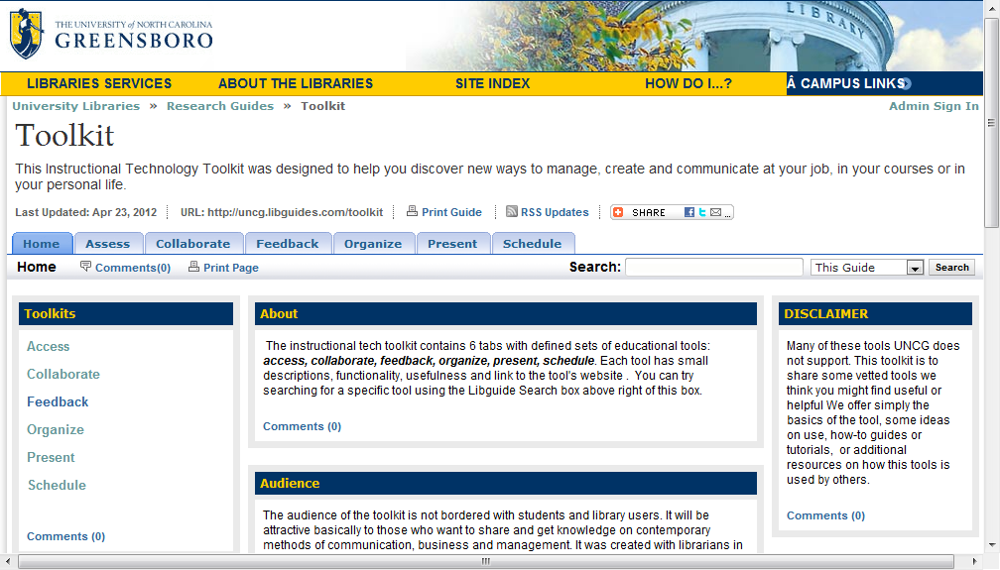 THE UNIVERSITY of NORTH CAROLINA
GREENSBORO
LIBRARY
LIBRARIES SERVICES ABOUT THE LIBRARIES SITE INDEX HOW DO I...? Â CAMPUS LINKS
University Libraries » Research Guides » Toolkit Admin Sign In
Toolkit
This Instructional Technology Toolkit was designed to help you discover new ways to manage, create and communicate at your job, in your courses or in
your personal life.
Last Updated: Apr 23, 2012 URL: http://uncg.libguides.com/toolkit Print Guide RSS Updates SHARE ...
Home Assess Collaborate Feedback Organize Present Schedule
Home Comments(0) Print Page Search: This Guide Search
Toolkits
Access
Collaborate
Feedback
Organize
Present
Schedule
Comments (0)
About
The instructional tech toolkit contains 6 tabs with defined sets of educational tools:
access, collaborate, feedback, organize, present, schedule. Each tool has small
descriptions, functionality, usefulness and link to the tool's website . You can try
searching for a specific tool using the Libguide Search box above right of this box.
Comments (0)
Audience
The audience of the toolkit is not bordered with students and library users. It will be
attractive basically to those who want to share and get knowledge on contemporary
methods of communication, business and management. It was created with librarians in
DISCLAIMER
Many of these tools UNCG does
not support. This toolkit is to
share some vetted tools we
think you might find useful or
helpful We offer simply the
basics of the tool, some ideas
on use, how-to guides or
tutorials, or additional
resources on how this tools is
used by others.
Comments (0)